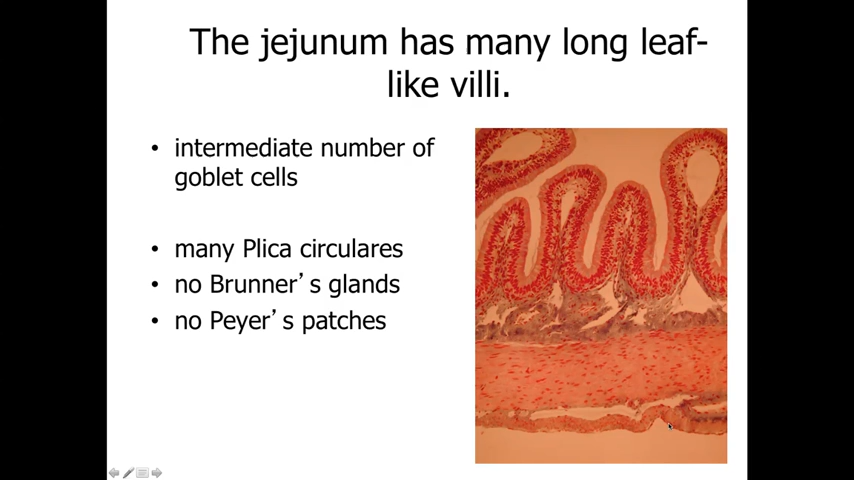 The jejunum has many long leaf-
like villi.
• intermediate number of
goblet cells
• many Plica circulares
• no Brunner’s glands
• no Peyer’s patches